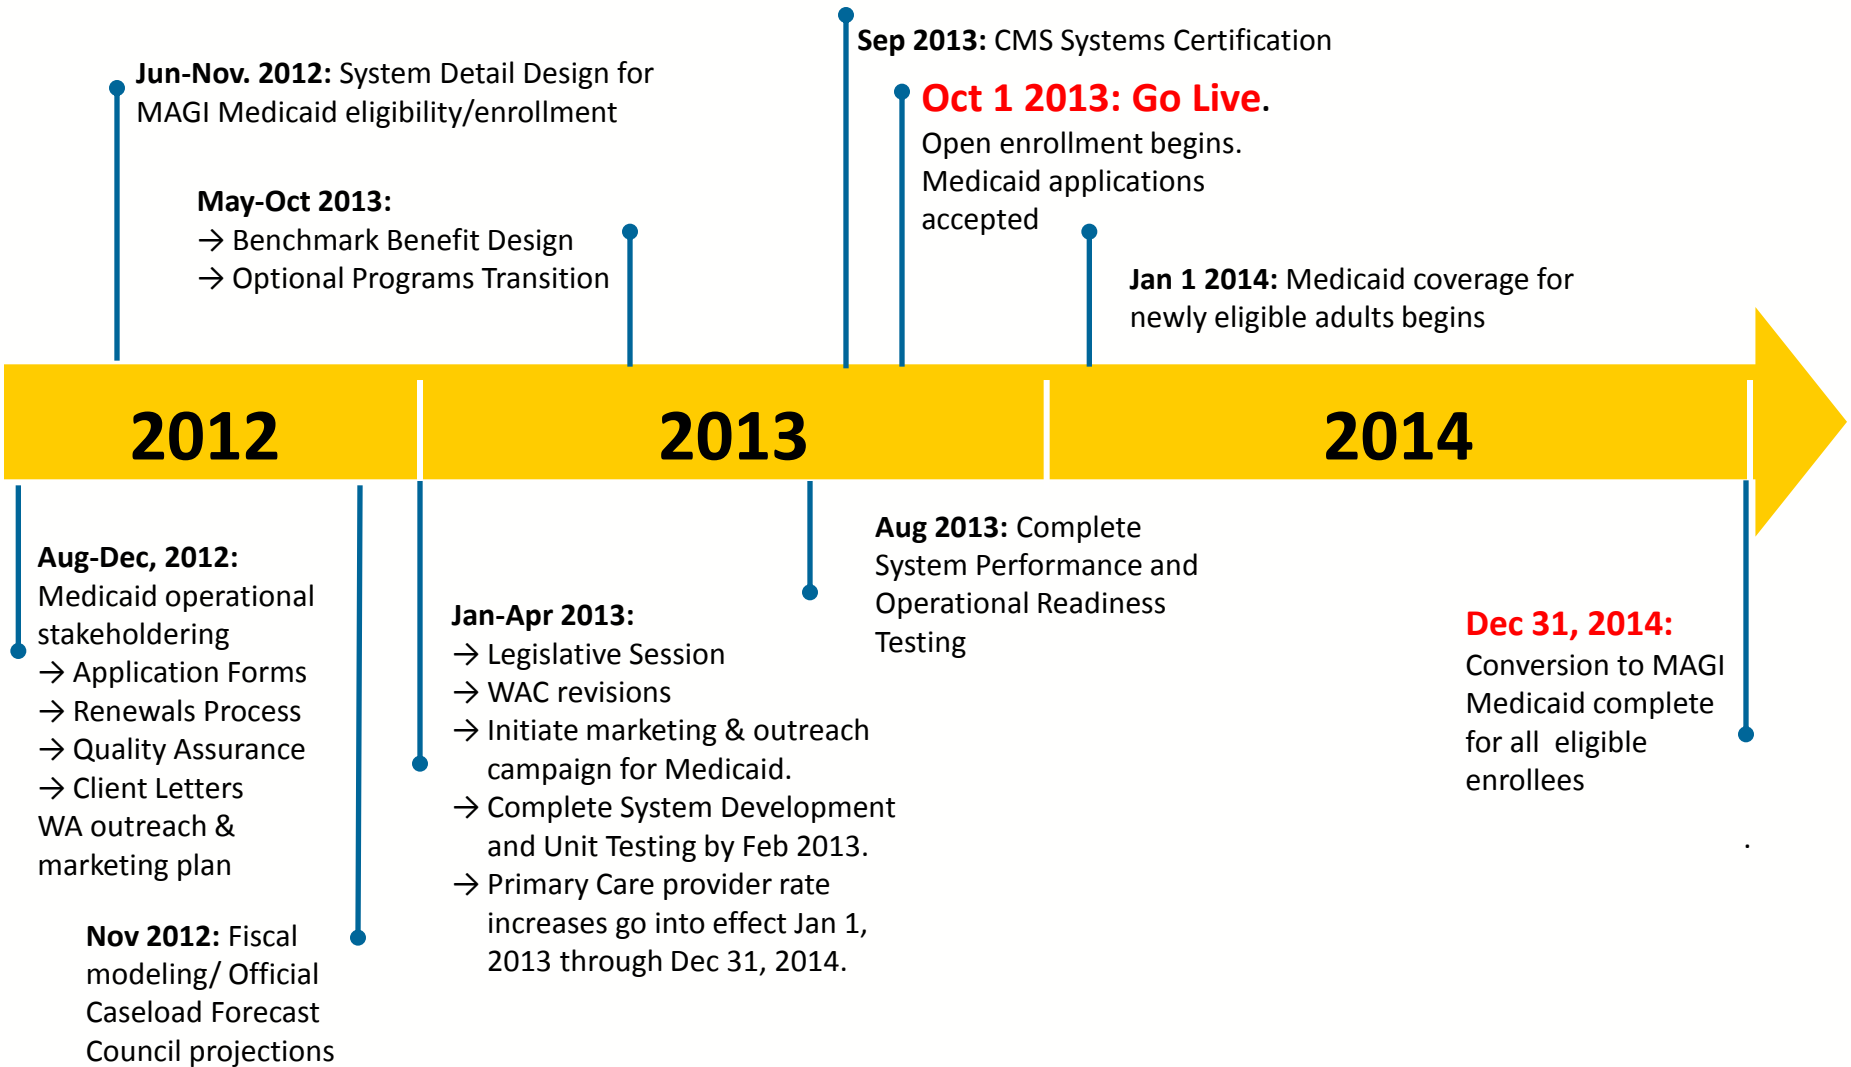 Sep 2013: CMS Systems Certification
Jun-Nov. 2012: System Detail Design for
MAGI Medicaid eligibility/enrollment
Oct 1 2013: Go Live.
Open enrollment begins.
Medicaid applications
accepted
May-Oct 2013:
→ Benchmark Benefit Design
→ Optional Programs Transition
Jan 1 2014: Medicaid coverage for
newly eligible adults begins
2012
2013
2014
Aug-Dec, 2012:
Medicaid operational
stakeholdering
→ Application Forms
→ Renewals Process
→ Quality Assurance
→ Client Letters
WA outreach &
marketing plan
Nov 2012: Fiscal
modeling/ Official
Caseload Forecast
Council projections
Jan-Apr 2013:
→ Legislative Session
→ WAC revisions
→ Initiate marketing & outreach
campaign for Medicaid.
→ Complete System Development
and Unit Testing by Feb 2013.
→ Primary Care provider rate
increases go into effect Jan 1,
2013 through Dec 31, 2014.
Aug 2013: Complete
System Performance and
Operational Readiness
Testing
Dec 31, 2014:
Conversion to MAGI
Medicaid complete
for all  eligible
enrollees
.